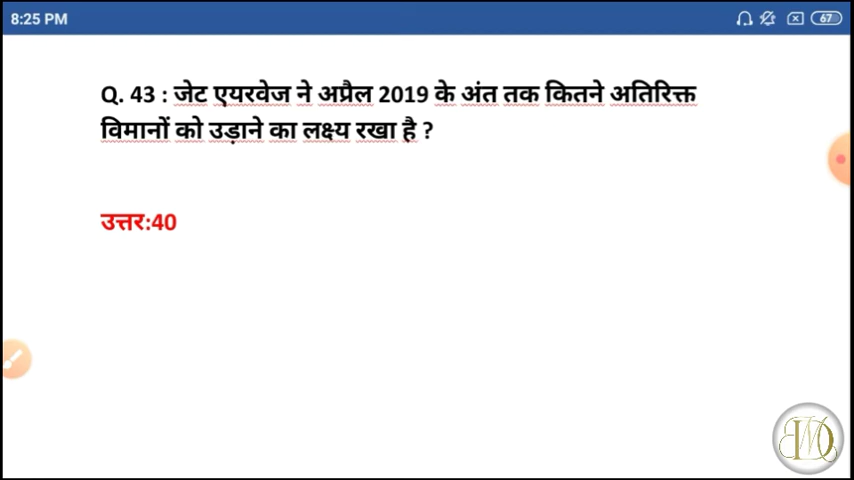 8:25 PM
67
Q. 43 : जेट एयरवेज ने अप्रैल 2019 के अंत तक कितने अतिरिक्त
विमानों को उड़ाने का लक्ष्य रखा है ?
उत्तर:40